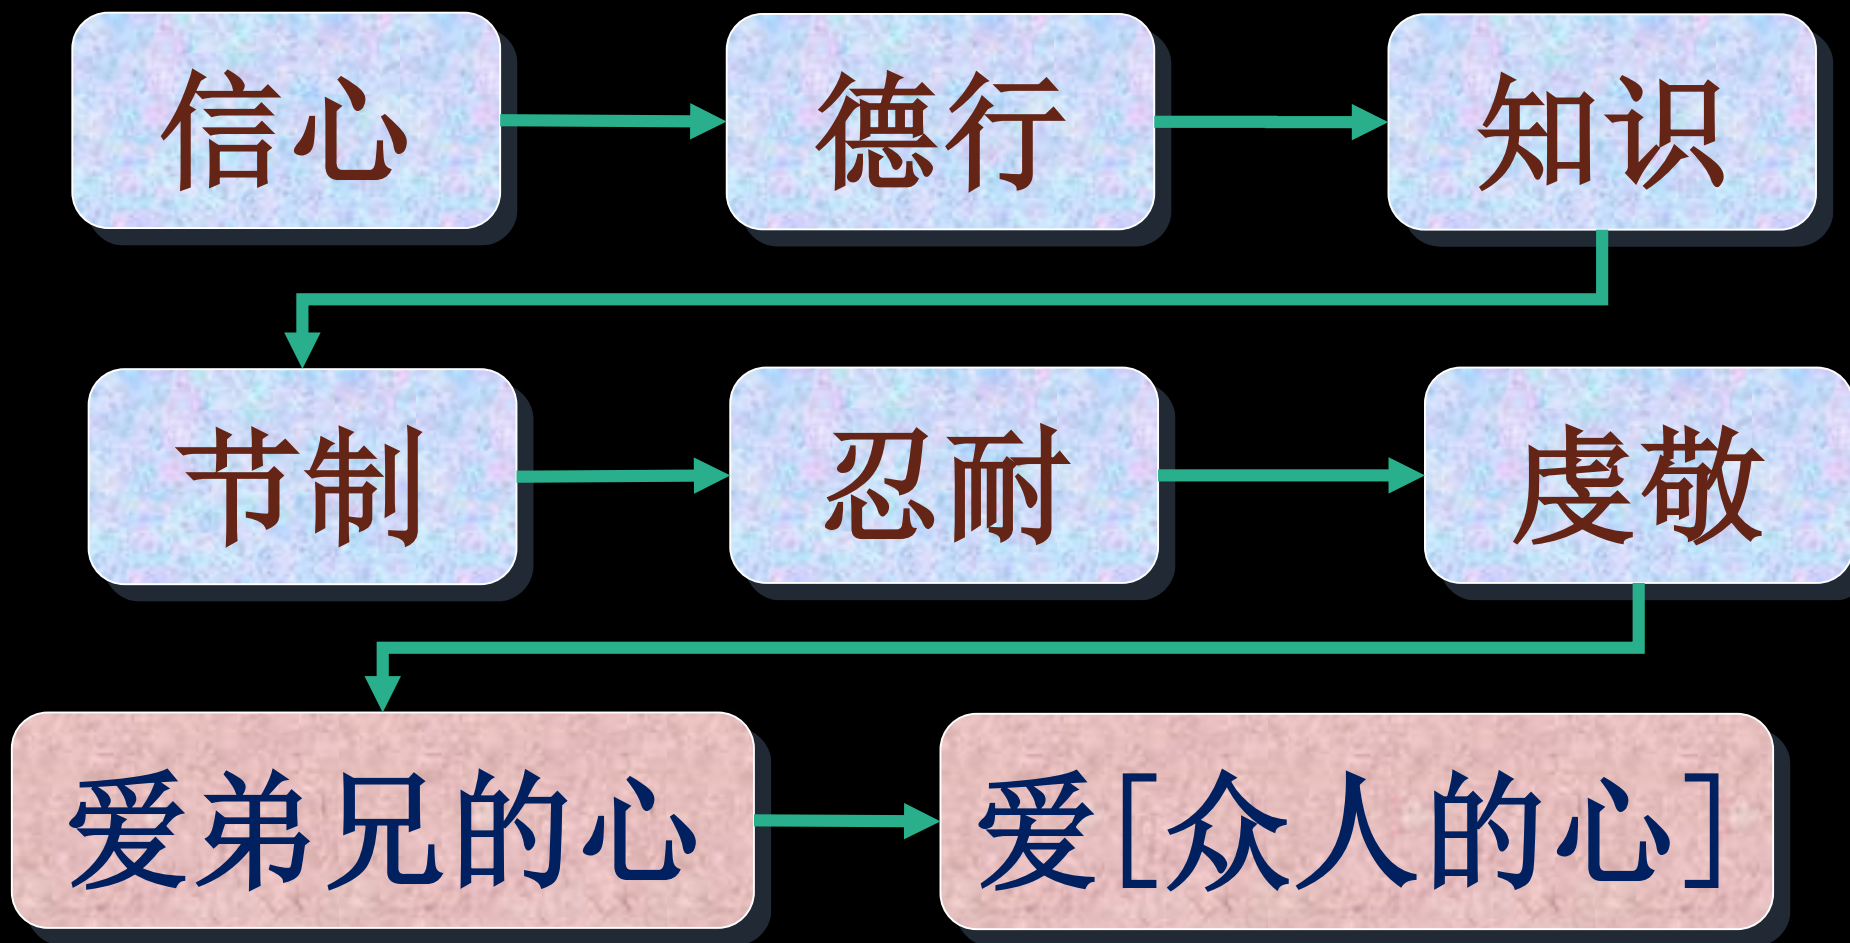 信心
德行
知识
节制
忍耐
虔敬
爱弟兄的心
爱[众人的心]